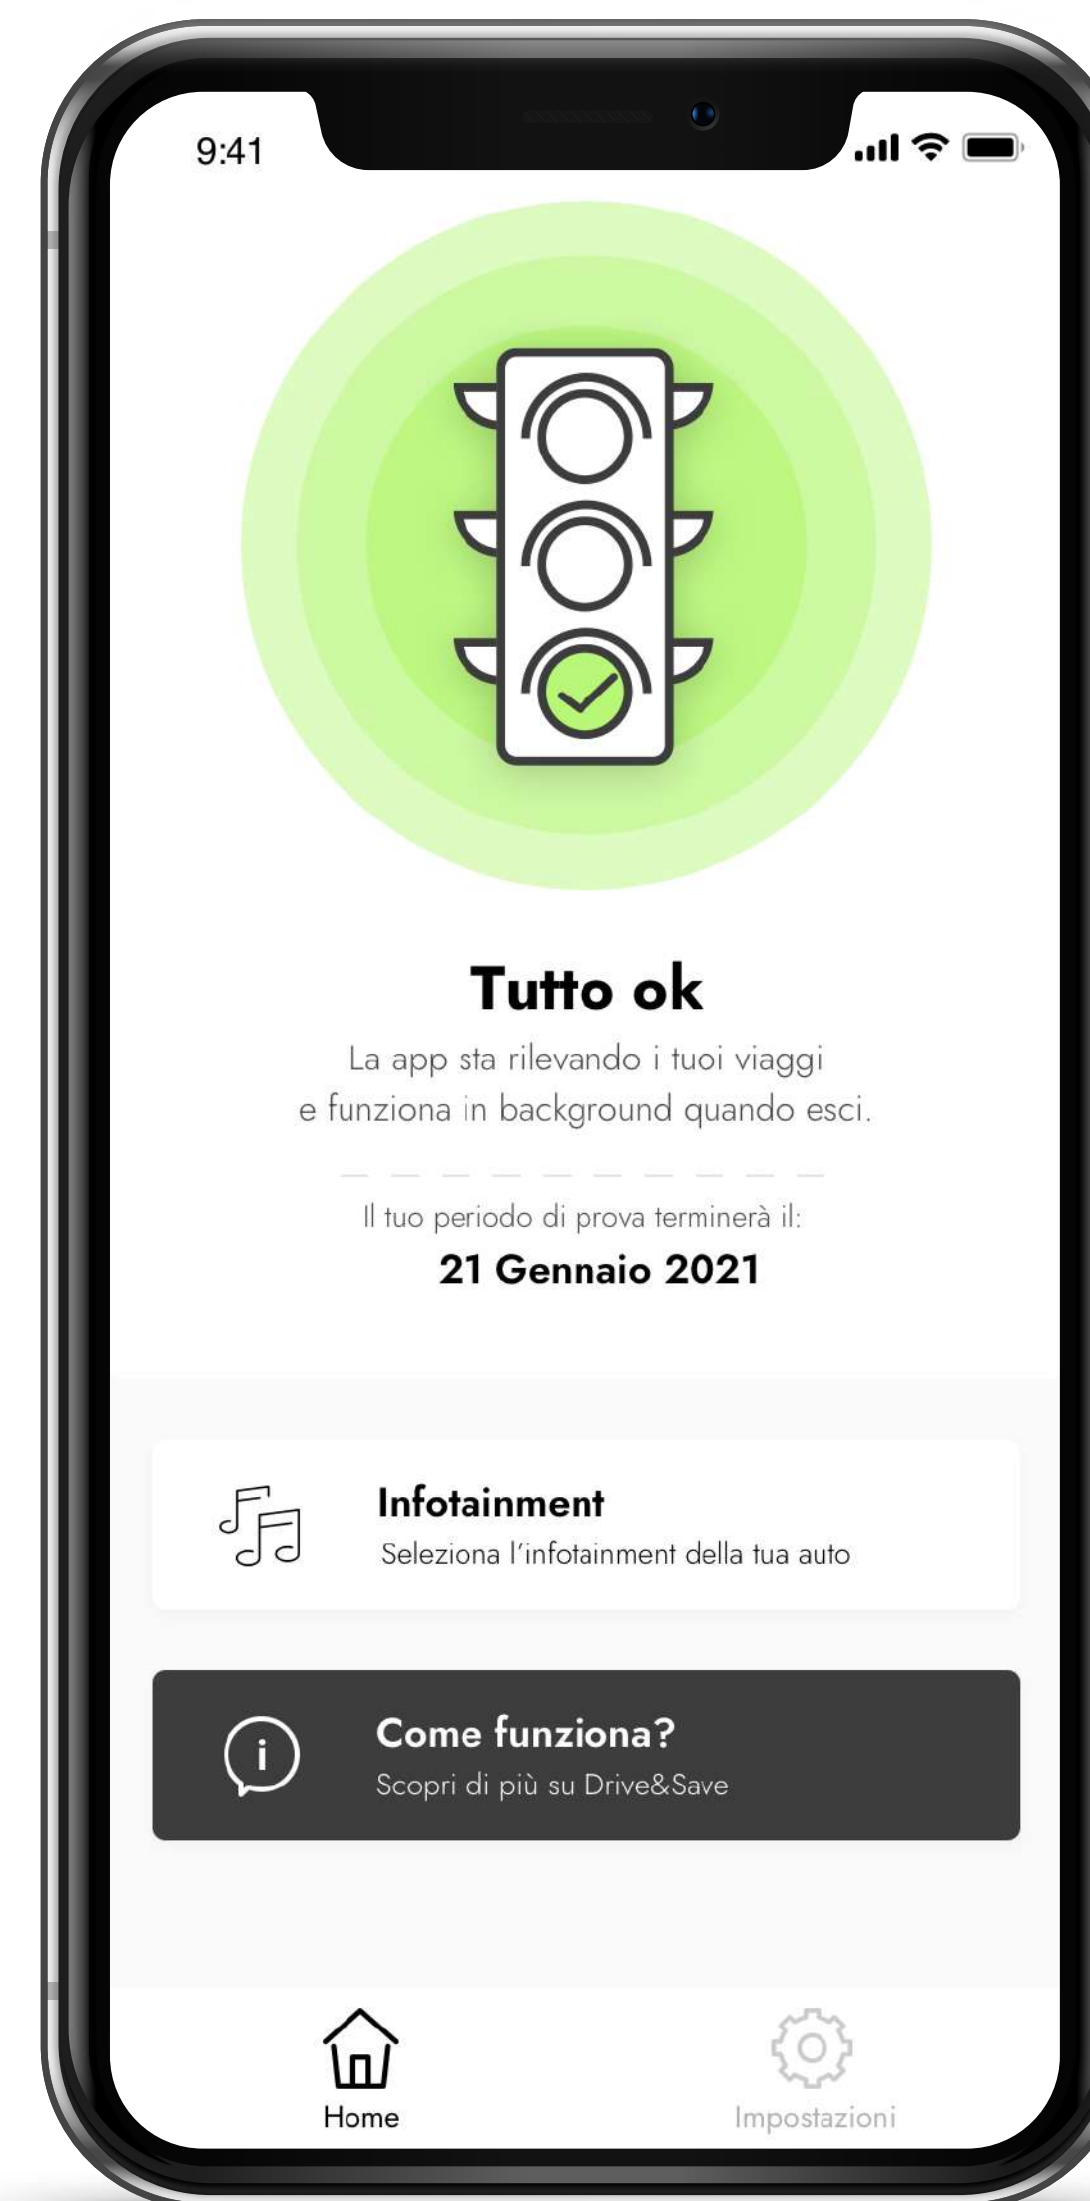 9:41
Tutto ok
La app sta rilevando i tuoi viaggi
e funziona in background quando esci.
Il tuo periodo di prova terminerà il:
21 Gennaio 2021
Infotainment
Seleziona l'infotainment della tua auto
i
Come funziona?
Scopri di più su Drive&Save
Home
Impostazioni